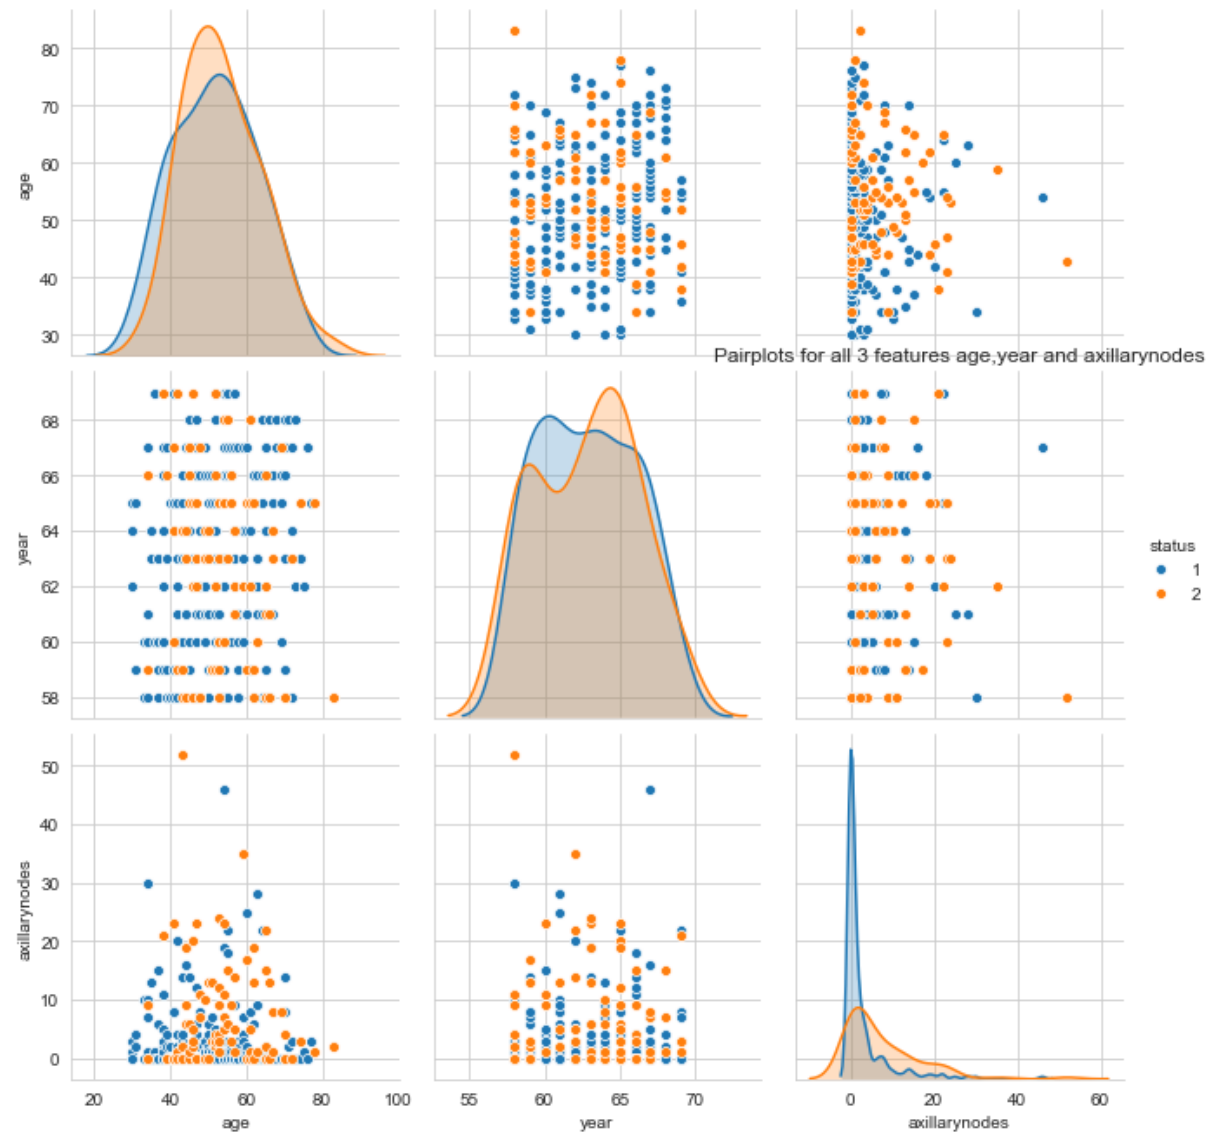 80
70
60
50
40
30
age
Pairplots for all 3 features age,year and axillarynodes
68
66
64
62
60
58
year
status
1
2
50
40
30
20
10
0
axillarynodes
20 40 60 80 100
age
55 60 65 70
year
0 20 40 60
axillarynodes